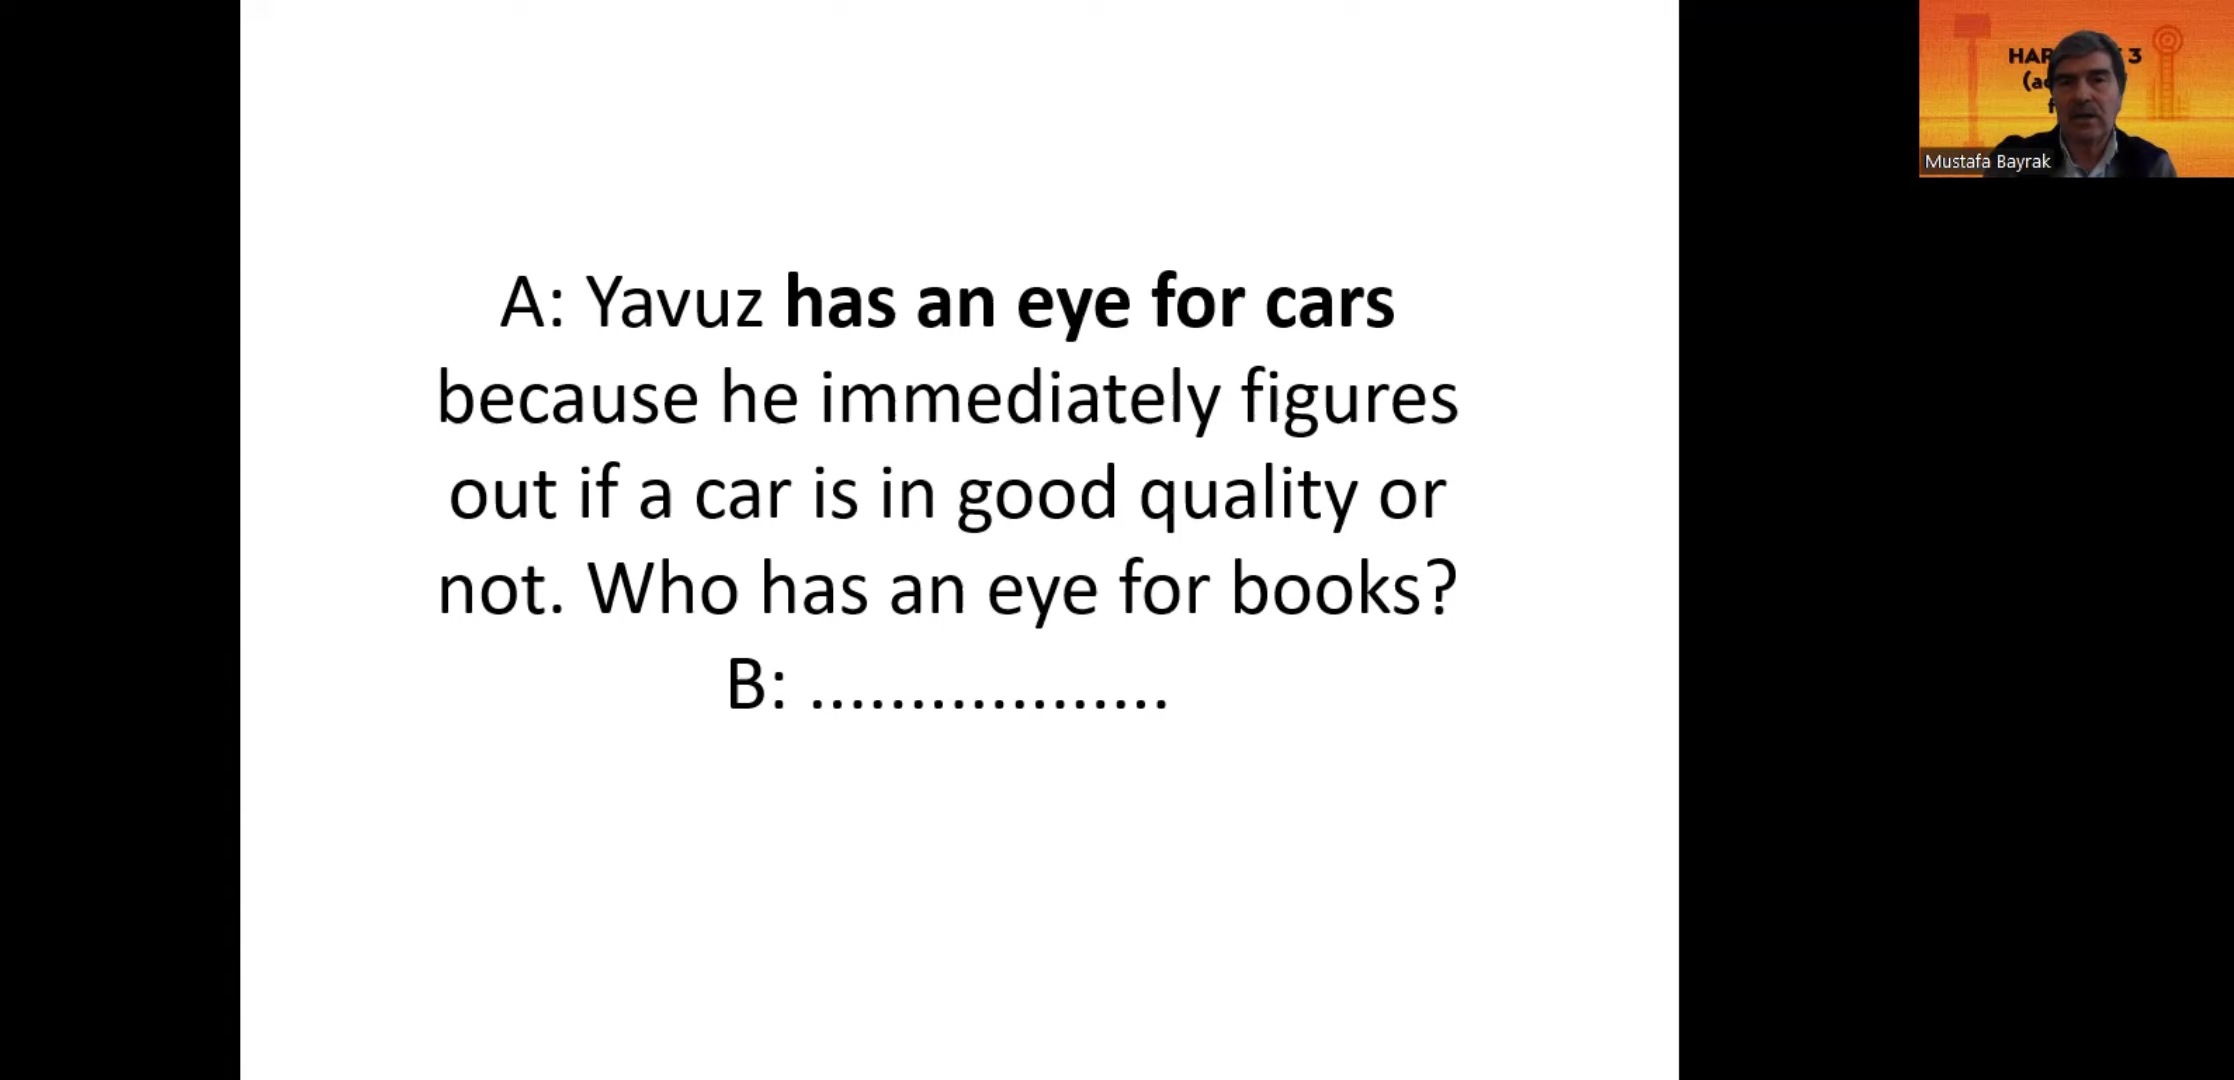 A: Yavuz has an eye for cars
because he immediately figures
out if a car is in good quality or
not. Who has an eye for books?
B: ..................
3
Mustafa Bayrak